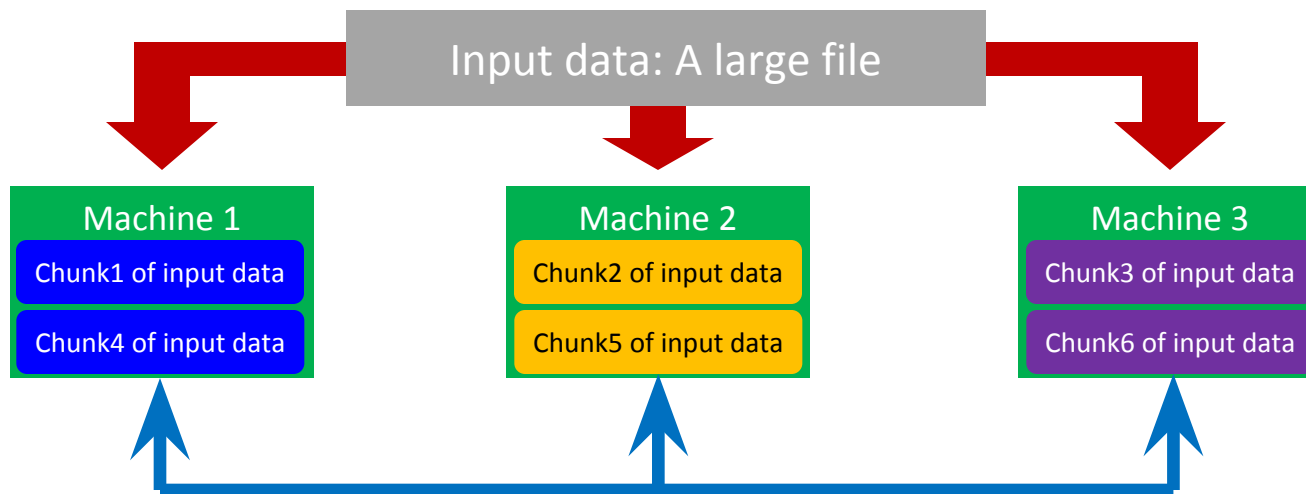 Input data: A large file
Machine 1
Chunk1 of input data
Chunk4 of input data
Machine 2
Chunk2 of input data
Chunk5 of input data
Machine 3
Chunk3 of input data
Chunk6 of input data